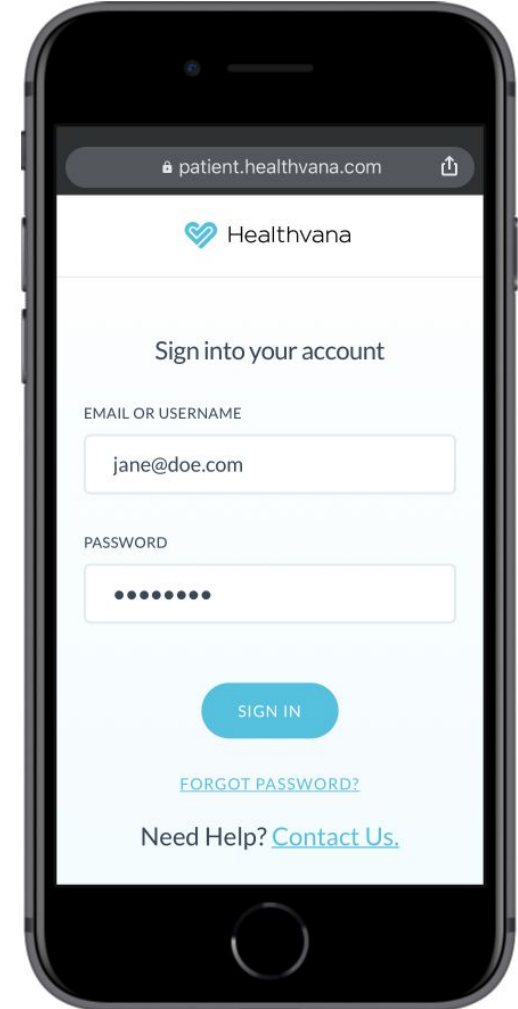 patient.healthvana.com
Healthvana
Sign into your account
EMAIL OR USERNAME
jane@doe.com
PASSWORD
••••••••
SIGN IN
FORGOT PASSWORD?
Need Help? Contact Us.